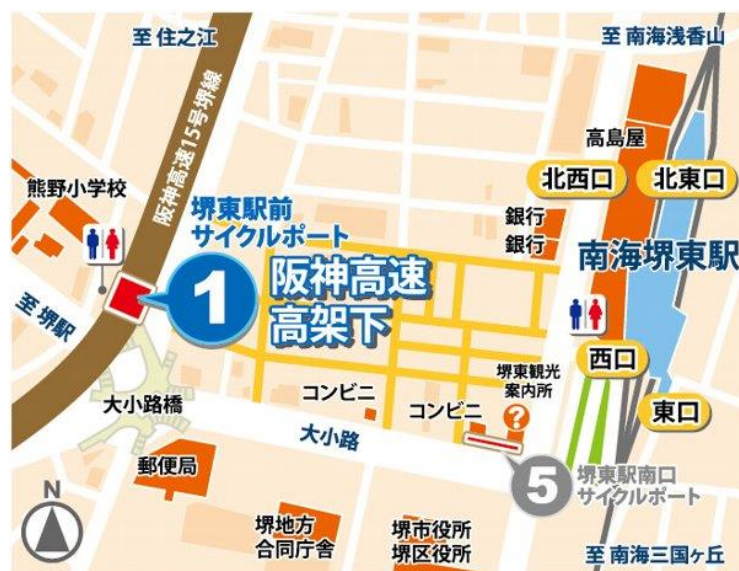 至 住之江
至 南海浅香山
阪神高速15号堺線
高島屋
熊野小学校
北西口
北東口
堺東駅前
サイクルポート
銀行
銀行
南海堺東駅
1
阪神高速
高架下
至 堺駅
西口
堺東観光
案内所
コンビニ
コンビニ
?
東口
大小路橋
大小路
郵便局
5
堺東駅南口
サイクルポート
N
堺地方
合同庁舎
堺市役所
堺区役所
至 南海三国ヶ丘